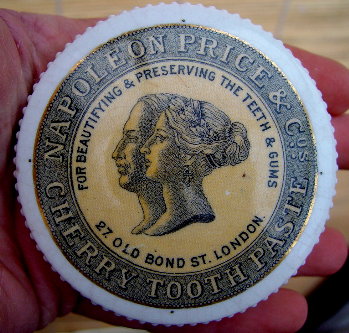 NAPOLEON PRICE & Co's
CHERRY TOOTH PASTE
FOR BEAUTIFYING & PRESERVING THE TEETH & GUMS
27 OLD BOND ST. LONDON.